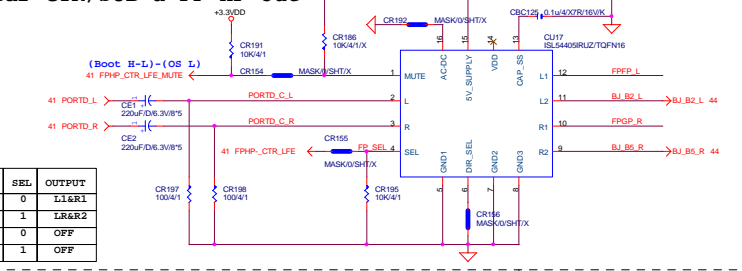 +3.3VDD
CR191
10K/4/1
CR186
10K/4/1/X
CR192
MASK/0/SHT/X
CBC125
0.1u/4/X7R/16V/K
CU17
ISL54405IRUZ/TQFN16
(Boot H-L)-(OS L)
41 FPHP_CTR_LFE_MUTE
CR154
MASK/0/SHT/X
16
15
14
13
AC-DC
5V_SUPPLY
VDD
CAP_SS
1
MUTE
L1
12
FPFP_L
41 PORTD_L
PORTD_C_L
2
L
L2
11
BJ_B2_L
BJ_B2_L 44
CE1
220uF/D/6.3V/8*5
41 PORTD_R
PORTD_C_R
3
R
R1
10
FPGP_R
CE2
220uF/D/6.3V/8*5
41 FPHP-_CTR_LFE
CR155
MASK/0/SHT/X
FP_SEL
4
SEL
R2
9
BJ_B5_R
BJ_B5_R 44
GND1
DIR_SEL
GND2
GND3
5
6
7
8
CR197
100/4/1
CR198
100/4/1
CR195
10K/4/1
CR156
MASK/0/SHT/X
SEL OUTPUT
0 L1&R1
1 LR&R2
0 OFF
1 OFF